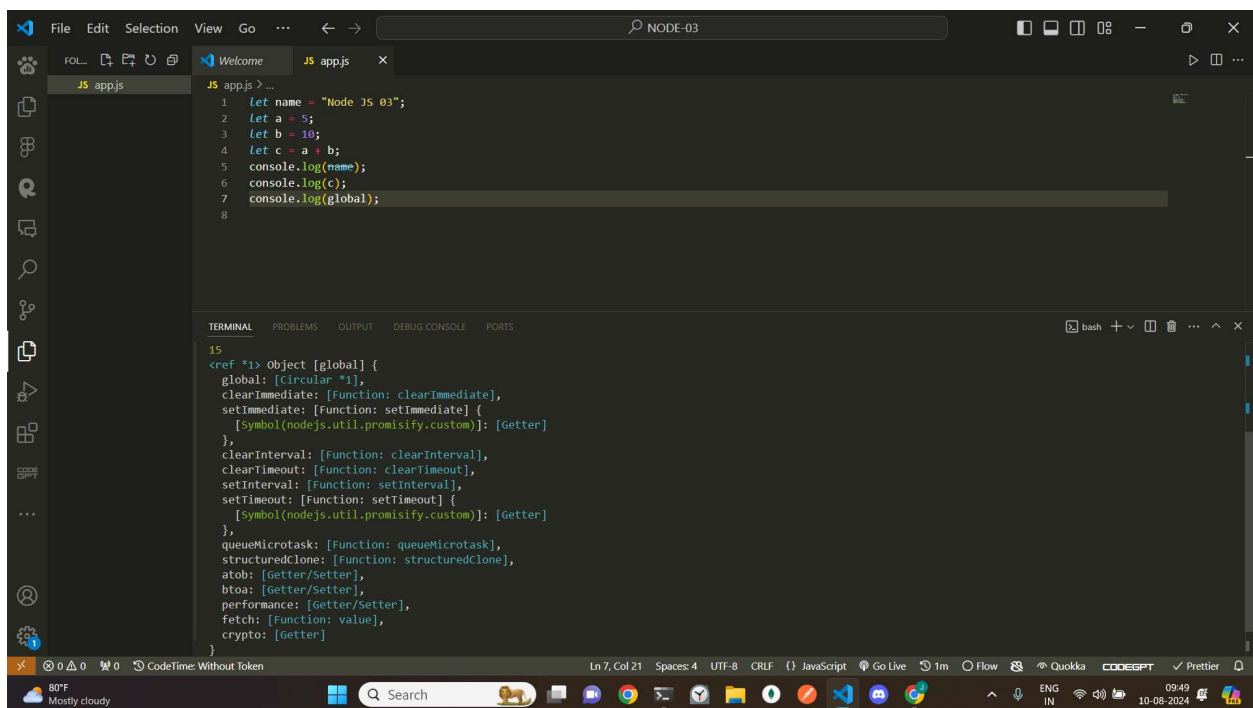 File Edit Selection View Go ··· NODE-03
FOL... Welcome JS app.js
JS app.js
JS app.js > ...
1 let name = "Node JS 03";
2 let a = 5;
3 let b = 10;
4 let c = a + b;
5 console.log(name);
6 console.log(c);
7 console.log(global);
8
TERMINAL PROBLEMS OUTPUT DEBUG CONSOLE PORTS bash
15
<ref *1> Object [global] {
global: [Circular *1],
clearImmediate: [Function: clearImmediate],
setImmediate: [Function: setImmediate] {
[Symbol(nodejs.util.promisify.custom)]: [Getter]
},
clearInterval: [Function: clearInterval],
clearTimeout: [Function: clearTimeout],
setInterval: [Function: setInterval],
setTimeout: [Function: setTimeout] {
[Symbol(nodejs.util.promisify.custom)]: [Getter]
},
queueMicrotask: [Function: queueMicrotask],
structuredClone: [Function: structuredClone],
atob: [Getter/Setter],
btoa: [Getter/Setter],
performance: [Getter/Setter],
fetch: [Function: value],
crypto: [Getter]
}
CODE
GPT
1
0 0 0 CodeTime: Without Token Ln 7, Col 21 Spaces: 4 UTF-8 CRLF {} JavaScript Go Live 1m Flow Quokka CODEGPT Prettier
80°F
Mostly cloudy
Search
ENG
IN
09:49
10-08-2024
PRE